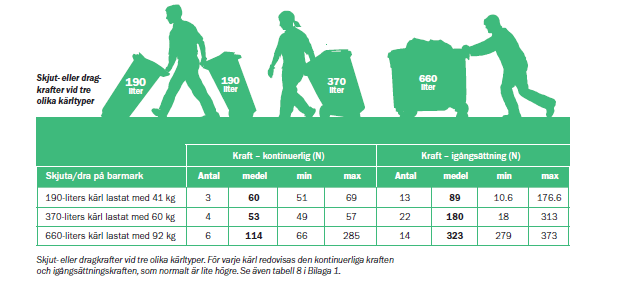 Skjut- eller drag-
krafter vid tre
olika kärltyper
190
liter
190
liter
370
liter
660
liter
Kraft – kontinuerlig (N) Kraft – igångsättning (N)
Skjuta/dra på barmark Antal medel min max Antal medel min max
190-liters kärl lastat med 41 kg 3 60 51 69 13 89 10.6 176.6
370-liters kärl lastat med 60 kg 4 53 49 57 22 180 18 313
660-liters kärl lastat med 92 kg 6 114 66 285 14 323 279 373
Skjut- eller dragkrafter vid tre olika kärltyper. För varje kärl redovisas den kontinuerliga kraften
och igångsättningskraften, som normalt är lite högre. Se även tabell 8 i Bilaga 1.